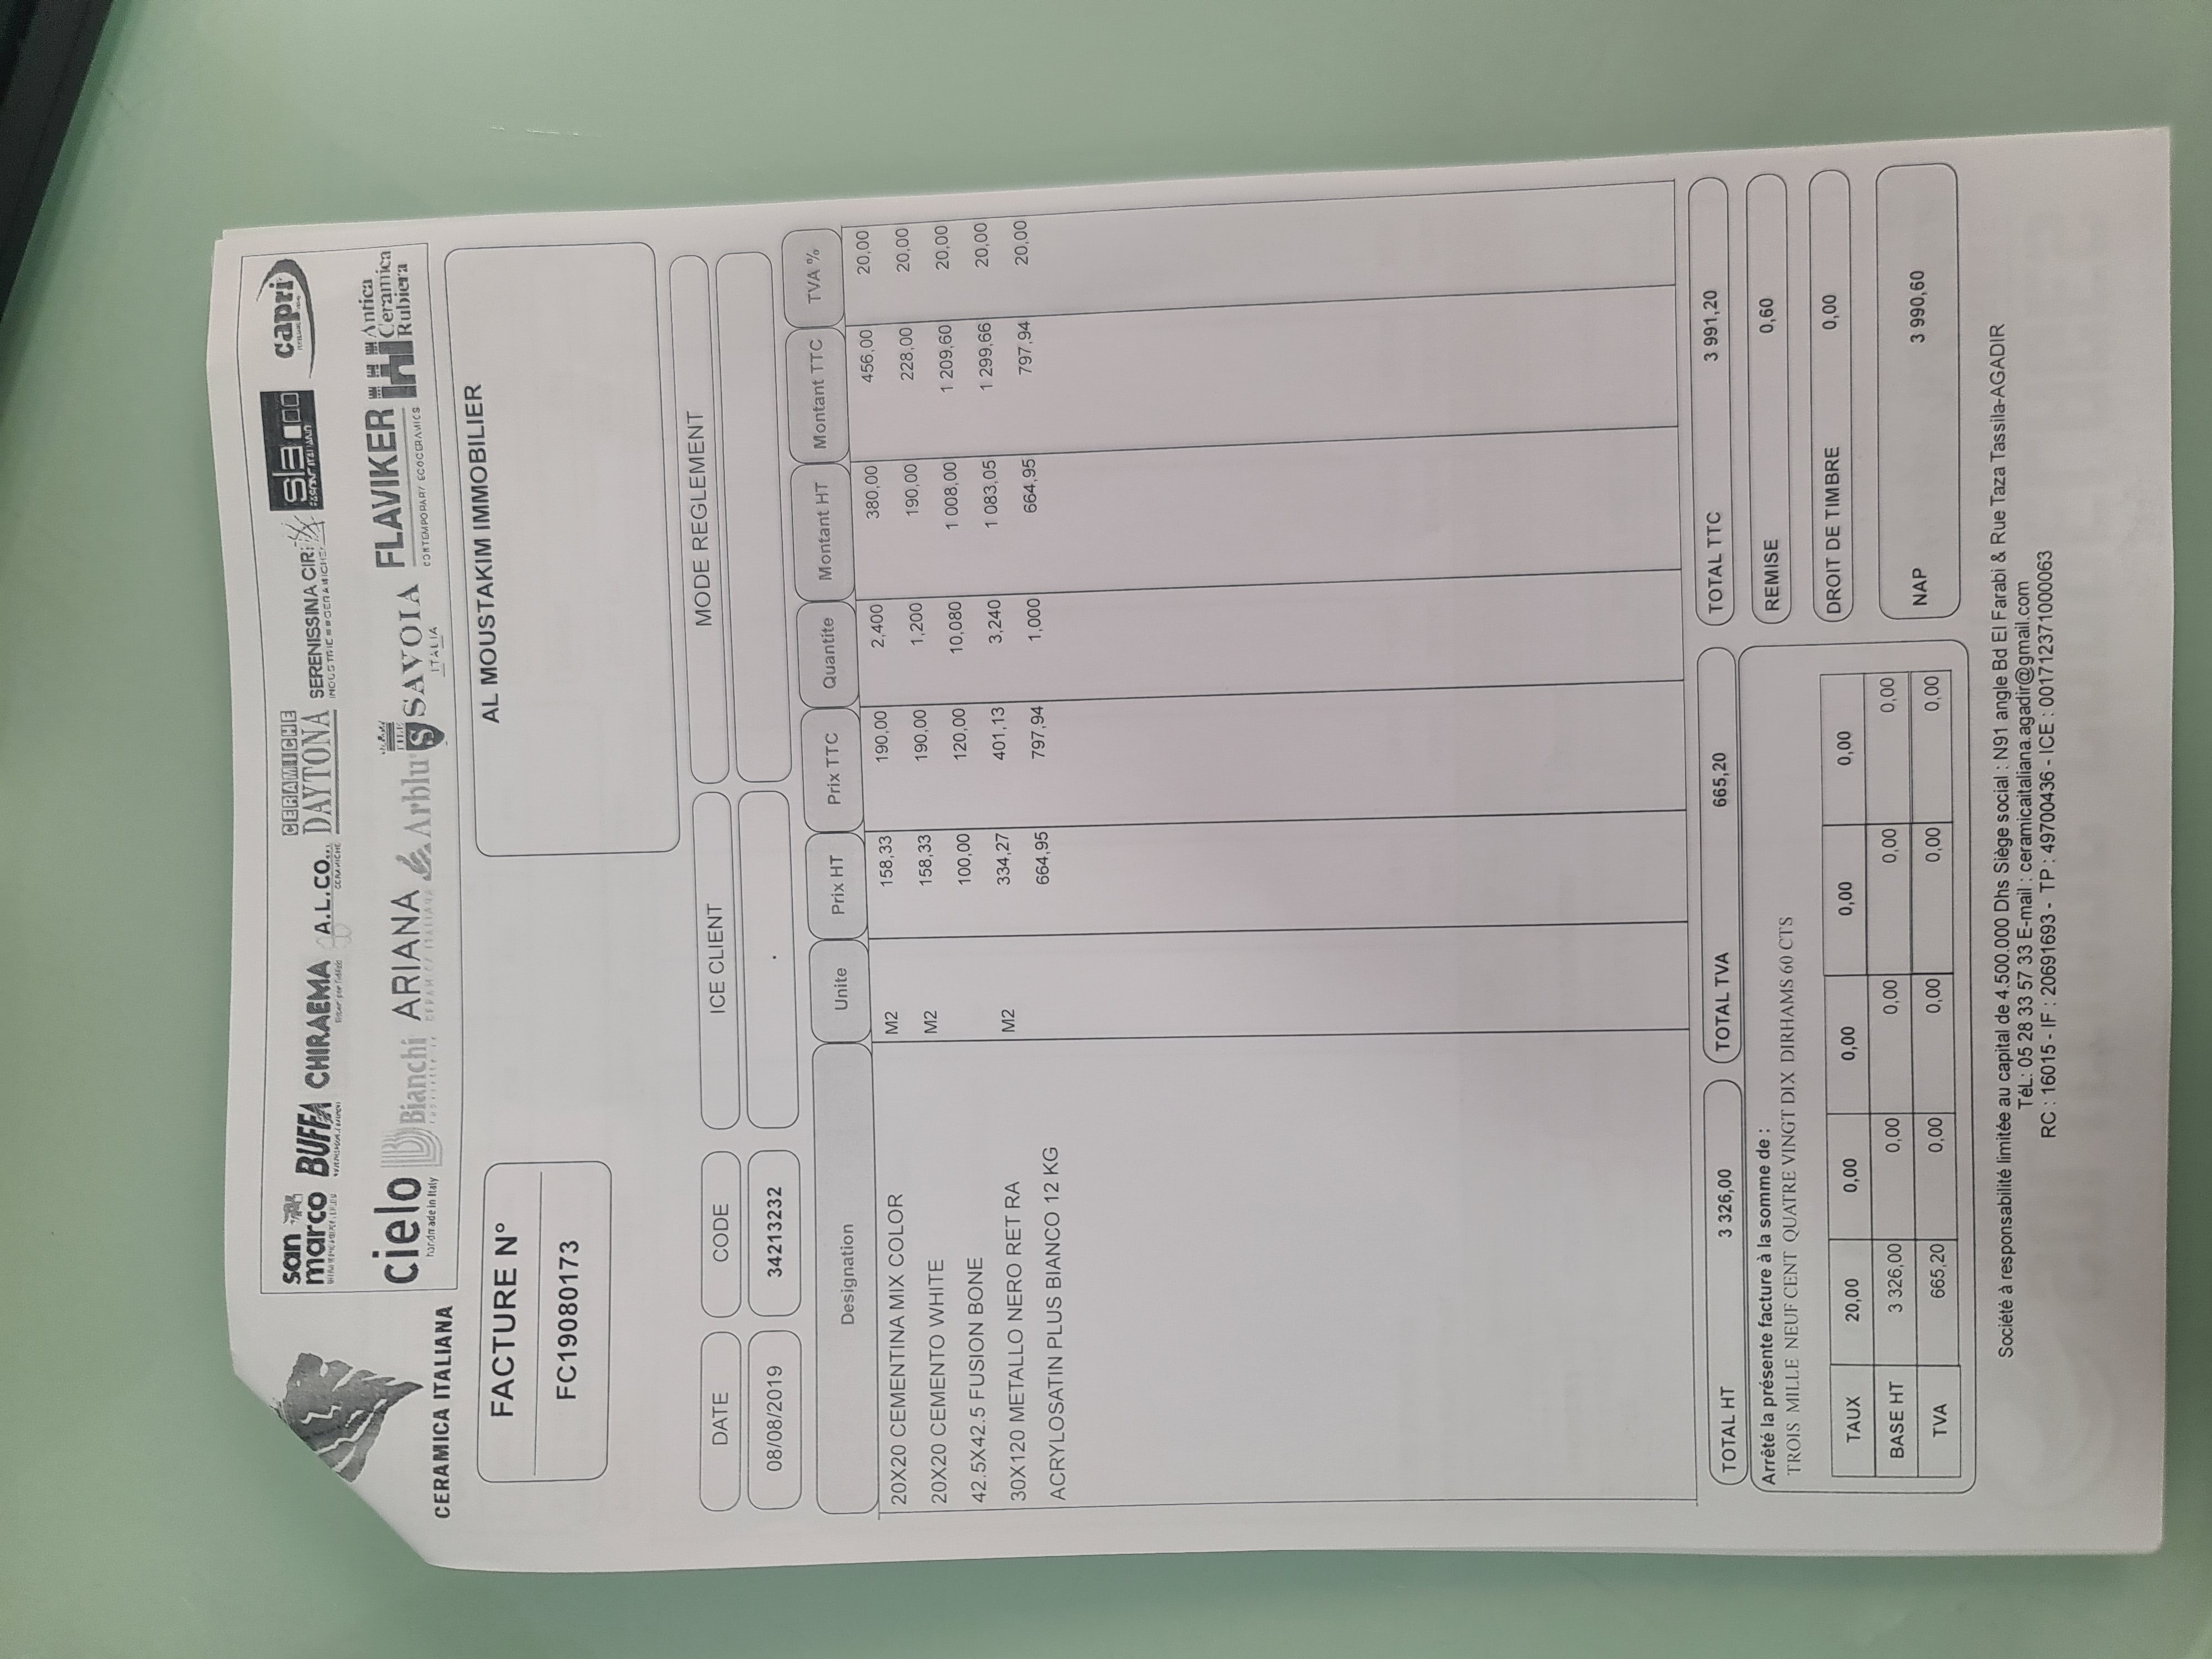 san marco
BUFFA
CHIRAEMA
A.L.CO...
CERAMICHE
CERAMICHE
DAYTONA
SERENISSINA CIR
capri
cielo
handmade in Italy
Bianchi
ARIANA
CERAMICA ITALIANA
Arblu
TILE
S
SAVOIA
ITALIA
FLAVIKER
CONTEMPORARY ECOCERAMICS
Antica
Ceramica
Rubiera
CERAMICA ITALIANA
FACTURE N°
FC19080173
AL MOUSTAKIM IMMOBILIER
DATE CODE ICE CLIENT MODE REGLEMENT
08/08/2019 34213232 .
Designation Unite Prix HT Prix TTC Quantite Montant HT Montant TTC TVA %
20X20 CEMENTINA MIX COLOR M2 158,33 190,00 2,400 380,00 456,00 20,00
20X20 CEMENTO WHITE M2 158,33 190,00 1,200 190,00 228,00 20,00
42.5X42.5 FUSION BONE 100,00 120,00 10,080 1 008,00 1 209,60 20,00
30X120 METALLO NERO RET RA M2 334,27 401,13 3,240 1 083,05 1 299,66 20,00
ACRYLOSATIN PLUS BIANCO 12 KG 664,95 797,94 1,000 664,95 797,94 20,00
TOTAL HT 3 326,00 TOTAL TVA 665,20 TOTAL TTC 3 991,20
Arrêté la présente facture à la somme de :
TROIS MILLE NEUF CENT QUATRE VINGT DIX DIRHAMS 60 CTS
REMISE 0,60
DROIT DE TIMBRE 0,00
NAP 3 990,60
TAUX 20,00 0,00 0,00 0,00 0,00
BASE HT 3 326,00 0,00 0,00 0,00 0,00
TVA 665,20 0,00 0,00 0,00 0,00
Société à responsabilité limitée au capital de 4.500.000 Dhs Siège social : N91 angle Bd El Farabi & Rue Taza Tassila-AGADIR
TéL: 05 28 33 57 33 E-mail : ceramicaitaliana.agadir@gmail.com
RC : 16015 - IF : 20691693 - TP : 49700436 - ICE : 001712371000063